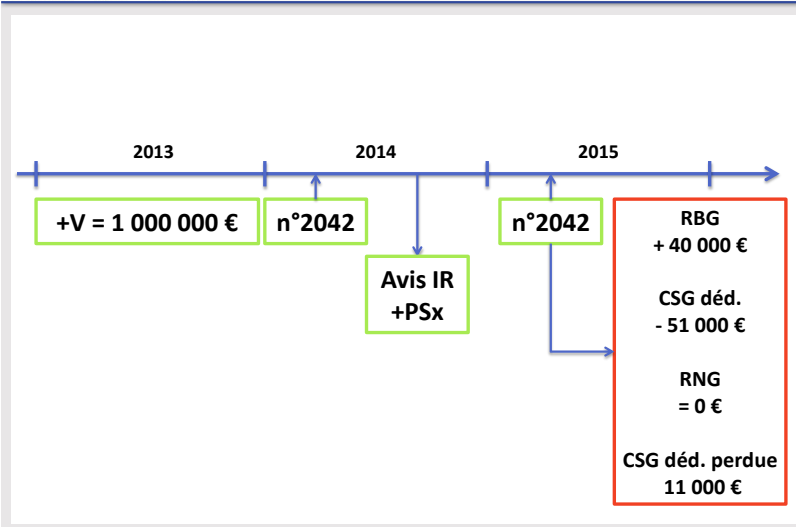 2013
2014
2015
+V = 1 000 000 €
n°2042
n°2042
Avis IR
+PSx
RBG
+ 40 000 €
CSG déd.
- 51 000 €
RNG
= 0 €
CSG déd. perdue
11 000 €